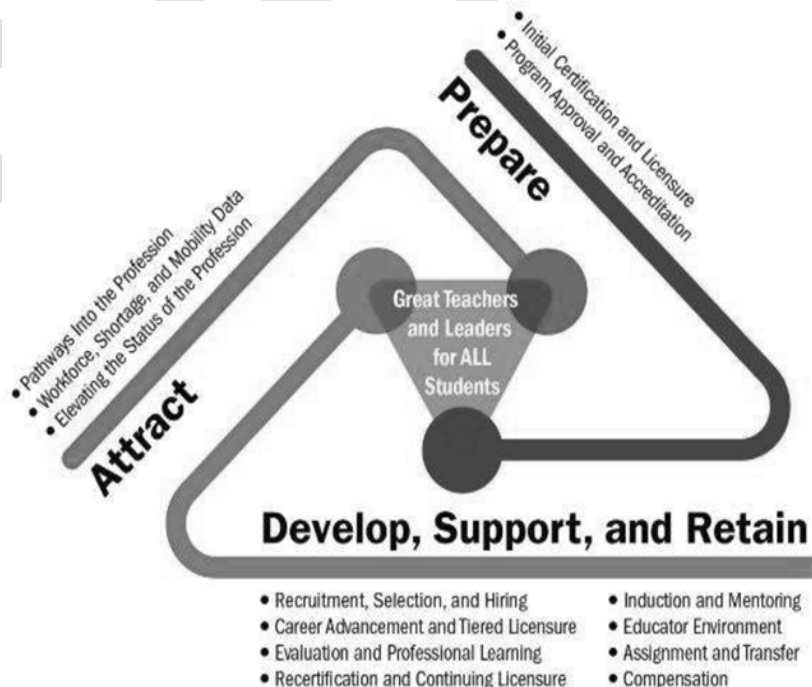 • Initial Certification and Licensure
• Program Approval and Accreditation
Prepare
• Pathways Into the Profession
• Workforce, Shortage, and Mobility Data
• Elevating the Status of the Profession
Attract
Great Teachers
and Leaders
for ALL
Students
Develop, Support, and Retain
• Recruitment, Selection, and Hiring
• Career Advancement and Tiered Licensure
• Evaluation and Professional Learning
• Recertification and Continuing Licensure
• Induction and Mentoring
• Educator Environment
• Assignment and Transfer
• Compensation